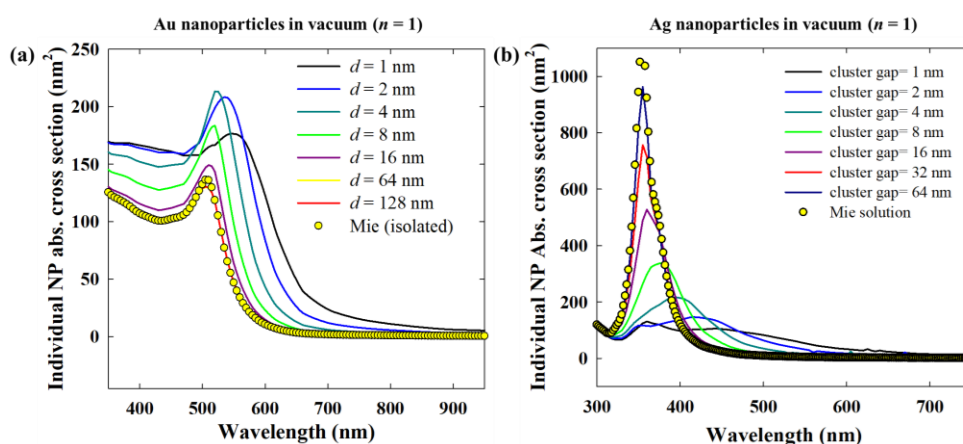 Au nanoparticles in vacuum (n = 1)
(a)
Individual NP abs. cross section (nm²)
250
200
150
100
50
0
d = 1 nm
d = 2 nm
d = 4 nm
d = 8 nm
d = 16 nm
d = 64 nm
d = 128 nm
Mie (isolated)
400 500 600 700 800 900
Wavelength (nm)
Ag nanoparticles in vacuum (n = 1)
(b)
Individual NP Abs. cross section (nm²)
1000
800
600
400
200
0
cluster gap= 1 nm
cluster gap= 2 nm
cluster gap= 4 nm
cluster gap= 8 nm
cluster gap= 16 nm
cluster gap= 32 nm
cluster gap= 64 nm
Mie solution
300 400 500 600 700
Wavelength (nm)